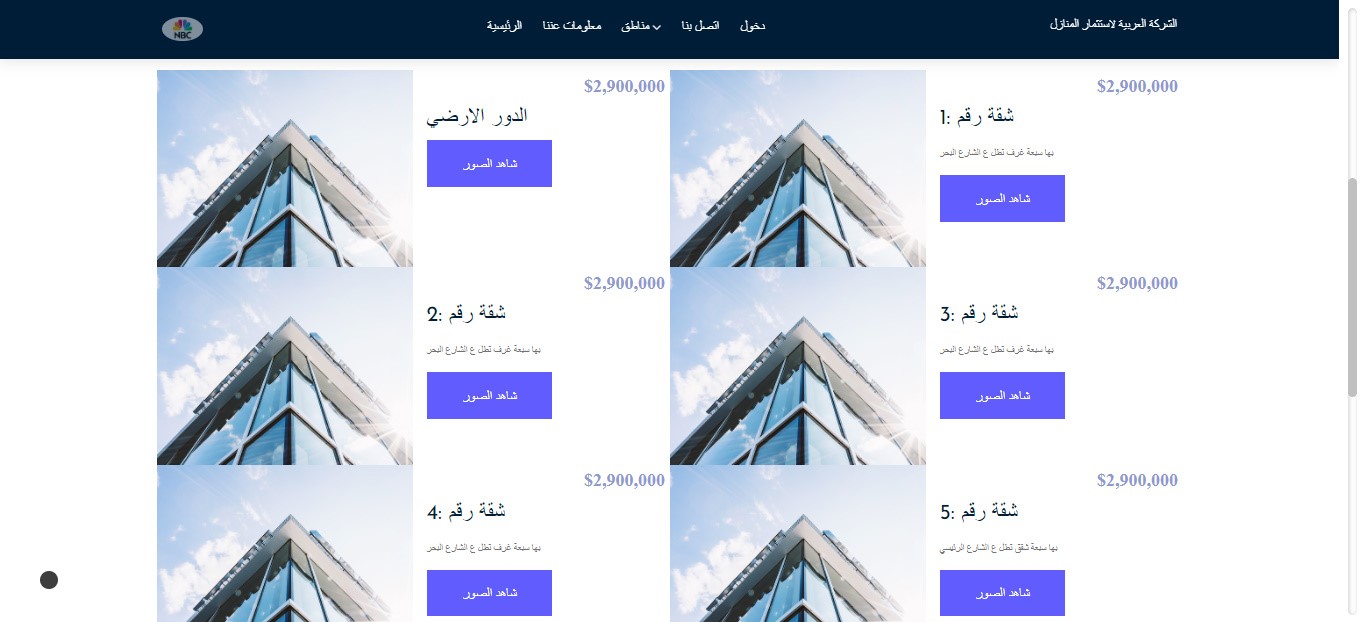 الشركة العربية لاستثمار المنازل
دخول
اتصل بنا
مناطق
معلومات عننا
الرئيسية
NBC
$2,900,000
شقة رقم :1
بها سبعة غرف تطل ع الشارع البحر
شاهد الصور
$2,900,000
الدور الارضي
شاهد الصور
$2,900,000
شقة رقم :3
بها سبعة غرف تطل ع الشارع البحر
شاهد الصور
$2,900,000
شقة رقم :2
بها سبعة غرف تطل ع الشارع البحر
شاهد الصور
$2,900,000
شقة رقم :5
بها سبعة شقق تطل ع الشارع الرئيسي
شاهد الصور
$2,900,000
شقة رقم :4
بها سبعة غرف تطل ع الشارع البحر
شاهد الصور